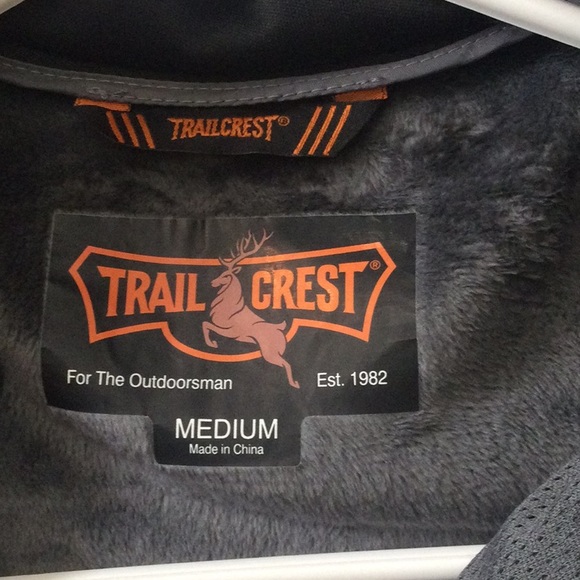 TRAILCREST®
TRAIL CREST®
For The Outdoorsman Est. 1982
MEDIUM
Made in China